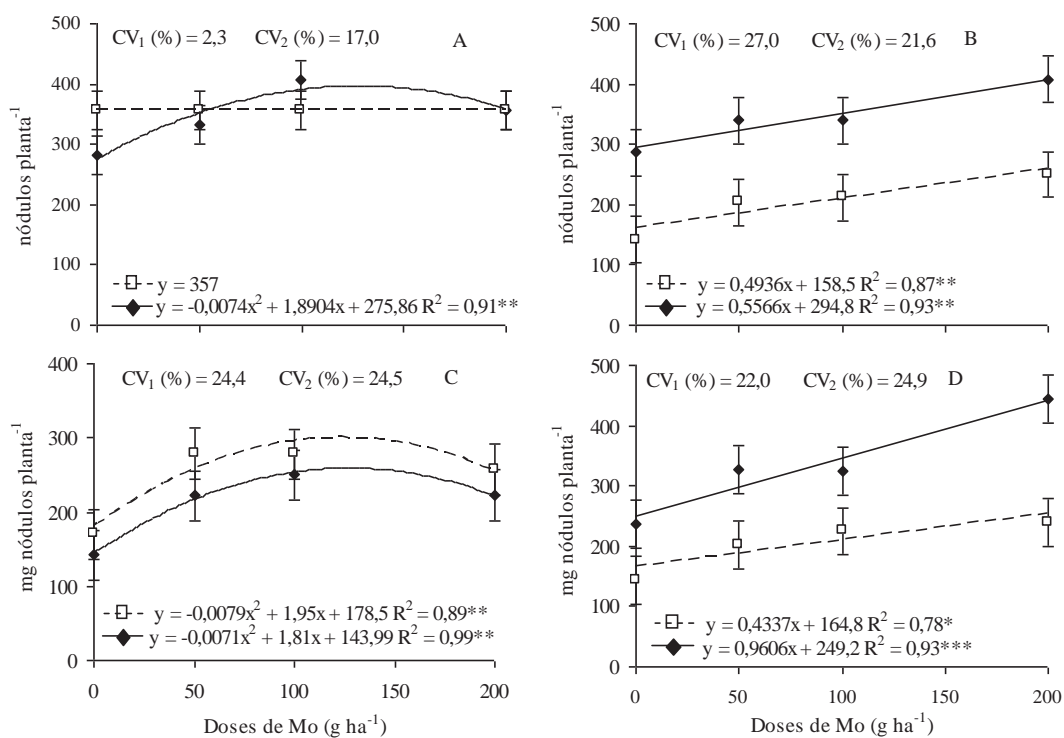 CV₁ (%) = 2,3 CV₂ (%) = 17,0 A
500
400
300
200
100
0
nódulos planta⁻¹
y = 357
y = -0,0074x² + 1,8904x + 275,86 R² = 0,91**
CV₁ (%) = 27,0 CV₂ (%) = 21,6 B
500
400
300
200
100
0
nódulos planta⁻¹
y = 0,4936x + 158,5 R² = 0,87**
y = 0,5566x + 294,8 R² = 0,93**
CV₁ (%) = 24,4 CV₂ (%) = 24,5 C
400
300
200
100
0
mg nódulos planta⁻¹
y = -0,0079x² + 1,95x + 178,5 R² = 0,89**
y = -0,0071x² + 1,81x + 143,99 R² = 0,99**
0 50 100 150 200
Doses de Mo (g ha⁻¹)
CV₁ (%) = 22,0 CV₂ (%) = 24,9 D
500
400
300
200
100
0
mg nódulos planta⁻¹
y = 0,4337x + 164,8 R² = 0,78*
y = 0,9606x + 249,2 R² = 0,93***
0 50 100 150 200
Doses de Mo (g ha⁻¹)